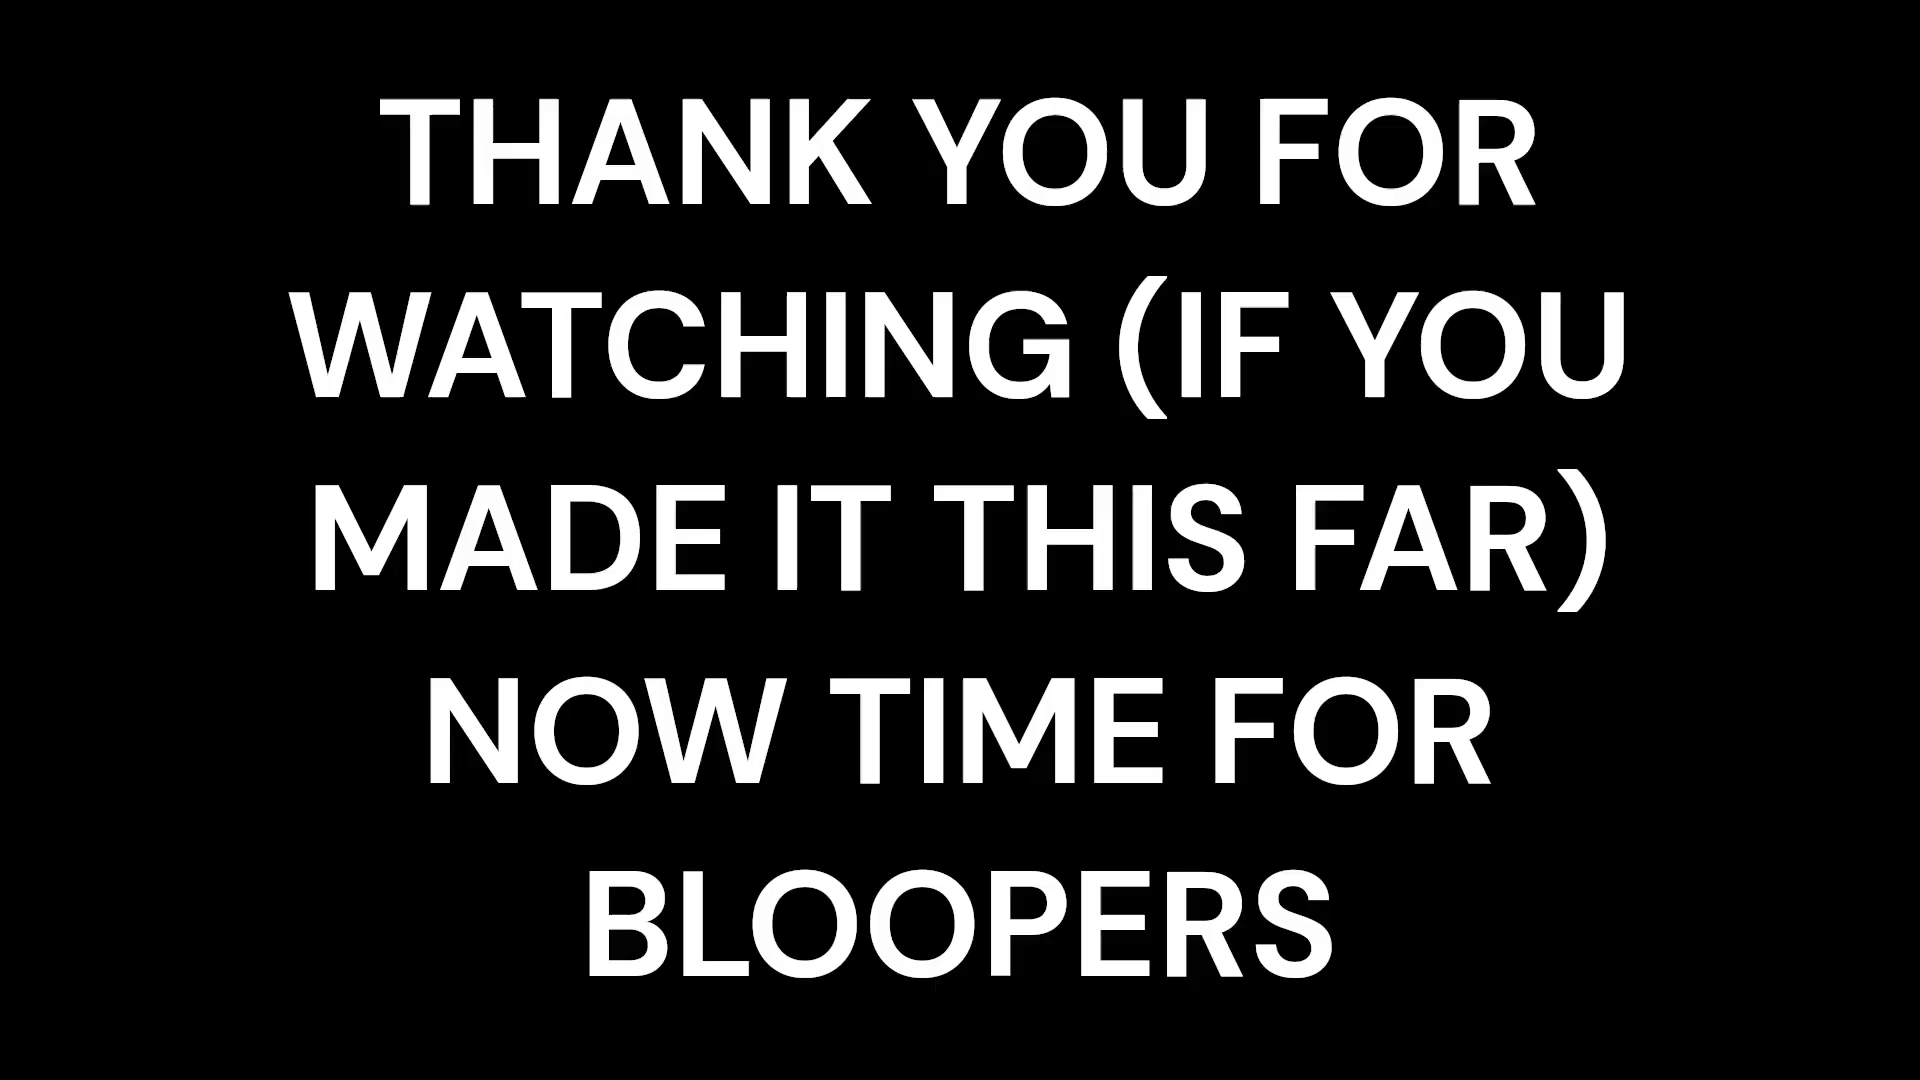 THANK YOU FOR
WATCHING (IF YOU
MADE IT THIS FAR)
NOW TIME FOR
BLOOPERS